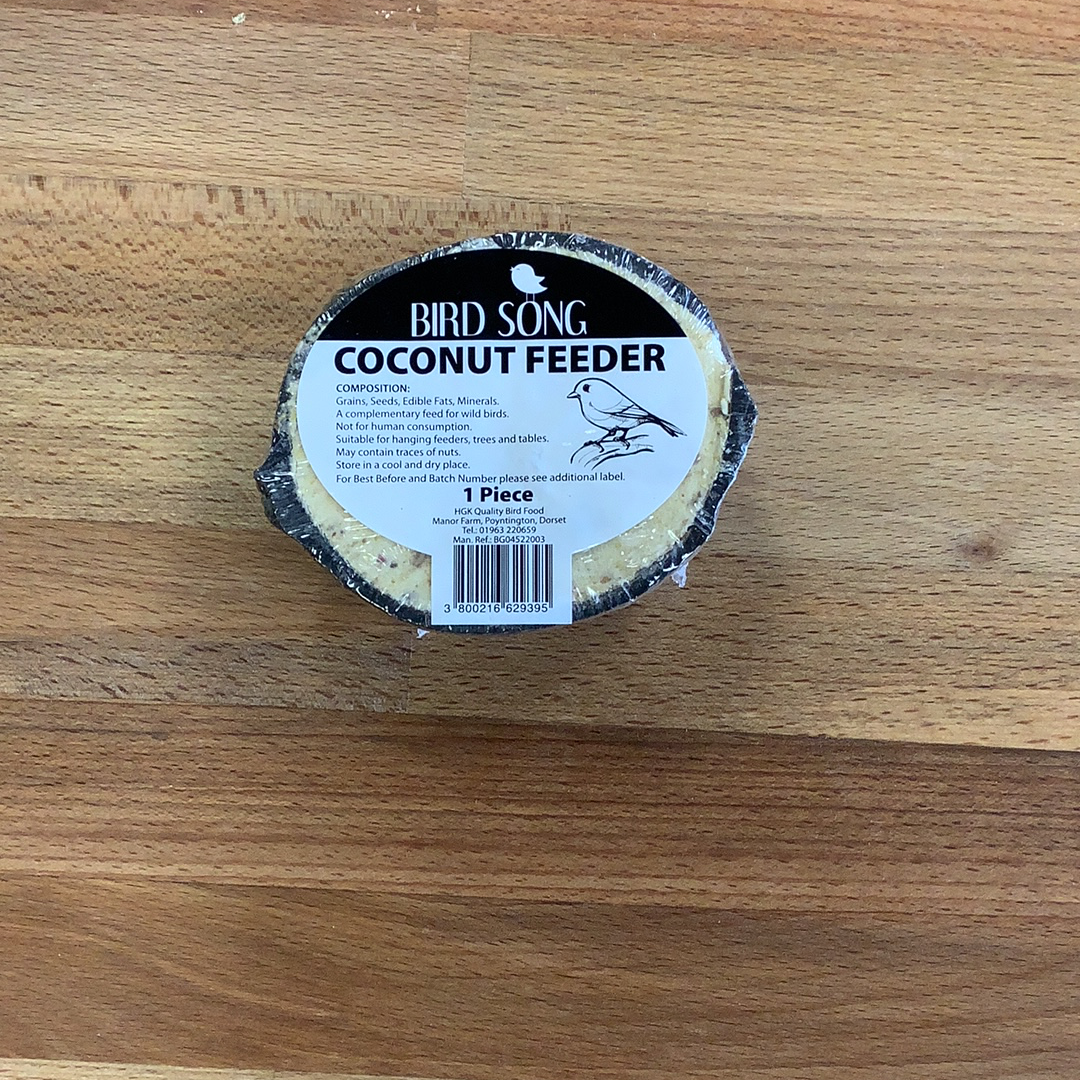 BIRD SONG
COCONUT FEEDER
COMPOSITION:
Grains, Seeds, Edible Fats, Minerals.
A complementary feed for wild birds.
Not for human consumption.
Suitable for hanging feeders, trees and tables.
May contain traces of nuts.
Store in a cool and dry place.
For Best Before and Batch Number please see additional label.
1 Piece
HGK Quality Bird Food
Manor Farm, Poyntington, Dorset
Tel.: 01963 220659
Man. Ref.: BG04522003
3 800216 629395